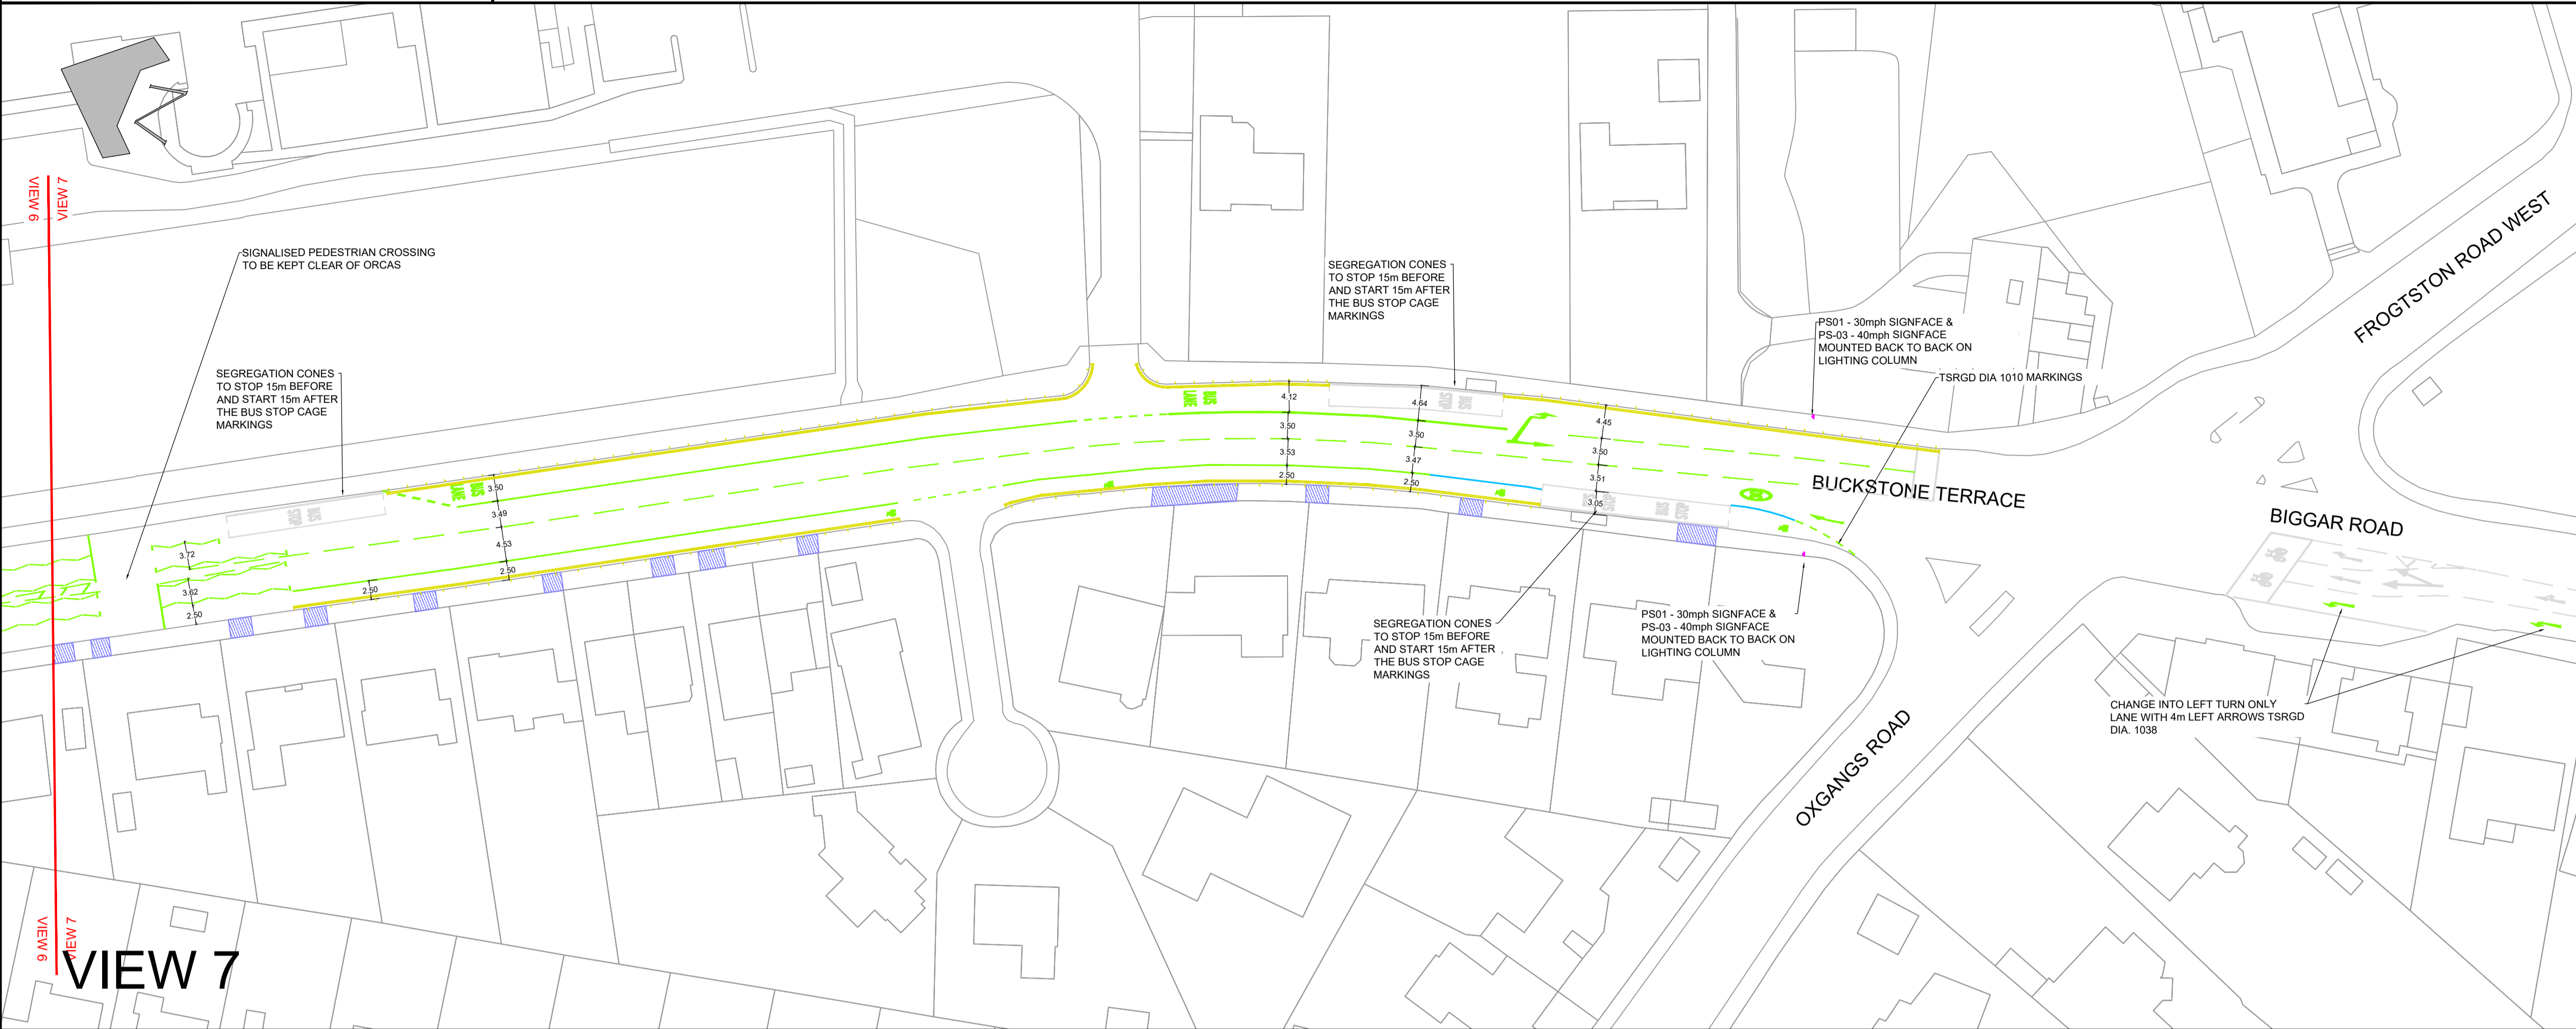 VIEW 6
VIEW 7
SIGNALISED PEDESTRIAN CROSSING
TO BE KEPT CLEAR OF ORCAS
SEGREGATION CONES
TO STOP 15m BEFORE
AND START 15m AFTER
THE BUS STOP CAGE
MARKINGS
SEGREGATION CONES
TO STOP 15m BEFORE
AND START 15m AFTER
THE BUS STOP CAGE
MARKINGS
PS01 - 30mph SIGNFACE &
PS-03 - 40mph SIGNFACE
MOUNTED BACK TO BACK ON
LIGHTING COLUMN
TSRGD DIA 1010 MARKINGS
FROGTSTON ROAD WEST
BUS
STOP
BUS
LANE
3.50
3.49
4.53
2.50
3.72
3.62
2.50
2.50
BUS
LANE
4.12
3.50
3.53
2.50
4.64
3.50
3.47
2.50
BUS
STOP
4.45
3.50
3.51
3.05
BUS
STOP
BUS
STOP
BUCKSTONE TERRACE
BIGGAR ROAD
SEGREGATION CONES
TO STOP 15m BEFORE
AND START 15m AFTER
THE BUS STOP CAGE
MARKINGS
PS01 - 30mph SIGNFACE &
PS-03 - 40mph SIGNFACE
MOUNTED BACK TO BACK ON
LIGHTING COLUMN
OXGANGS ROAD
CHANGE INTO LEFT TURN ONLY
LANE WITH 4m LEFT ARROWS TSRGD
DIA. 1038
VIEW 6
VIEW 7
VIEW 7